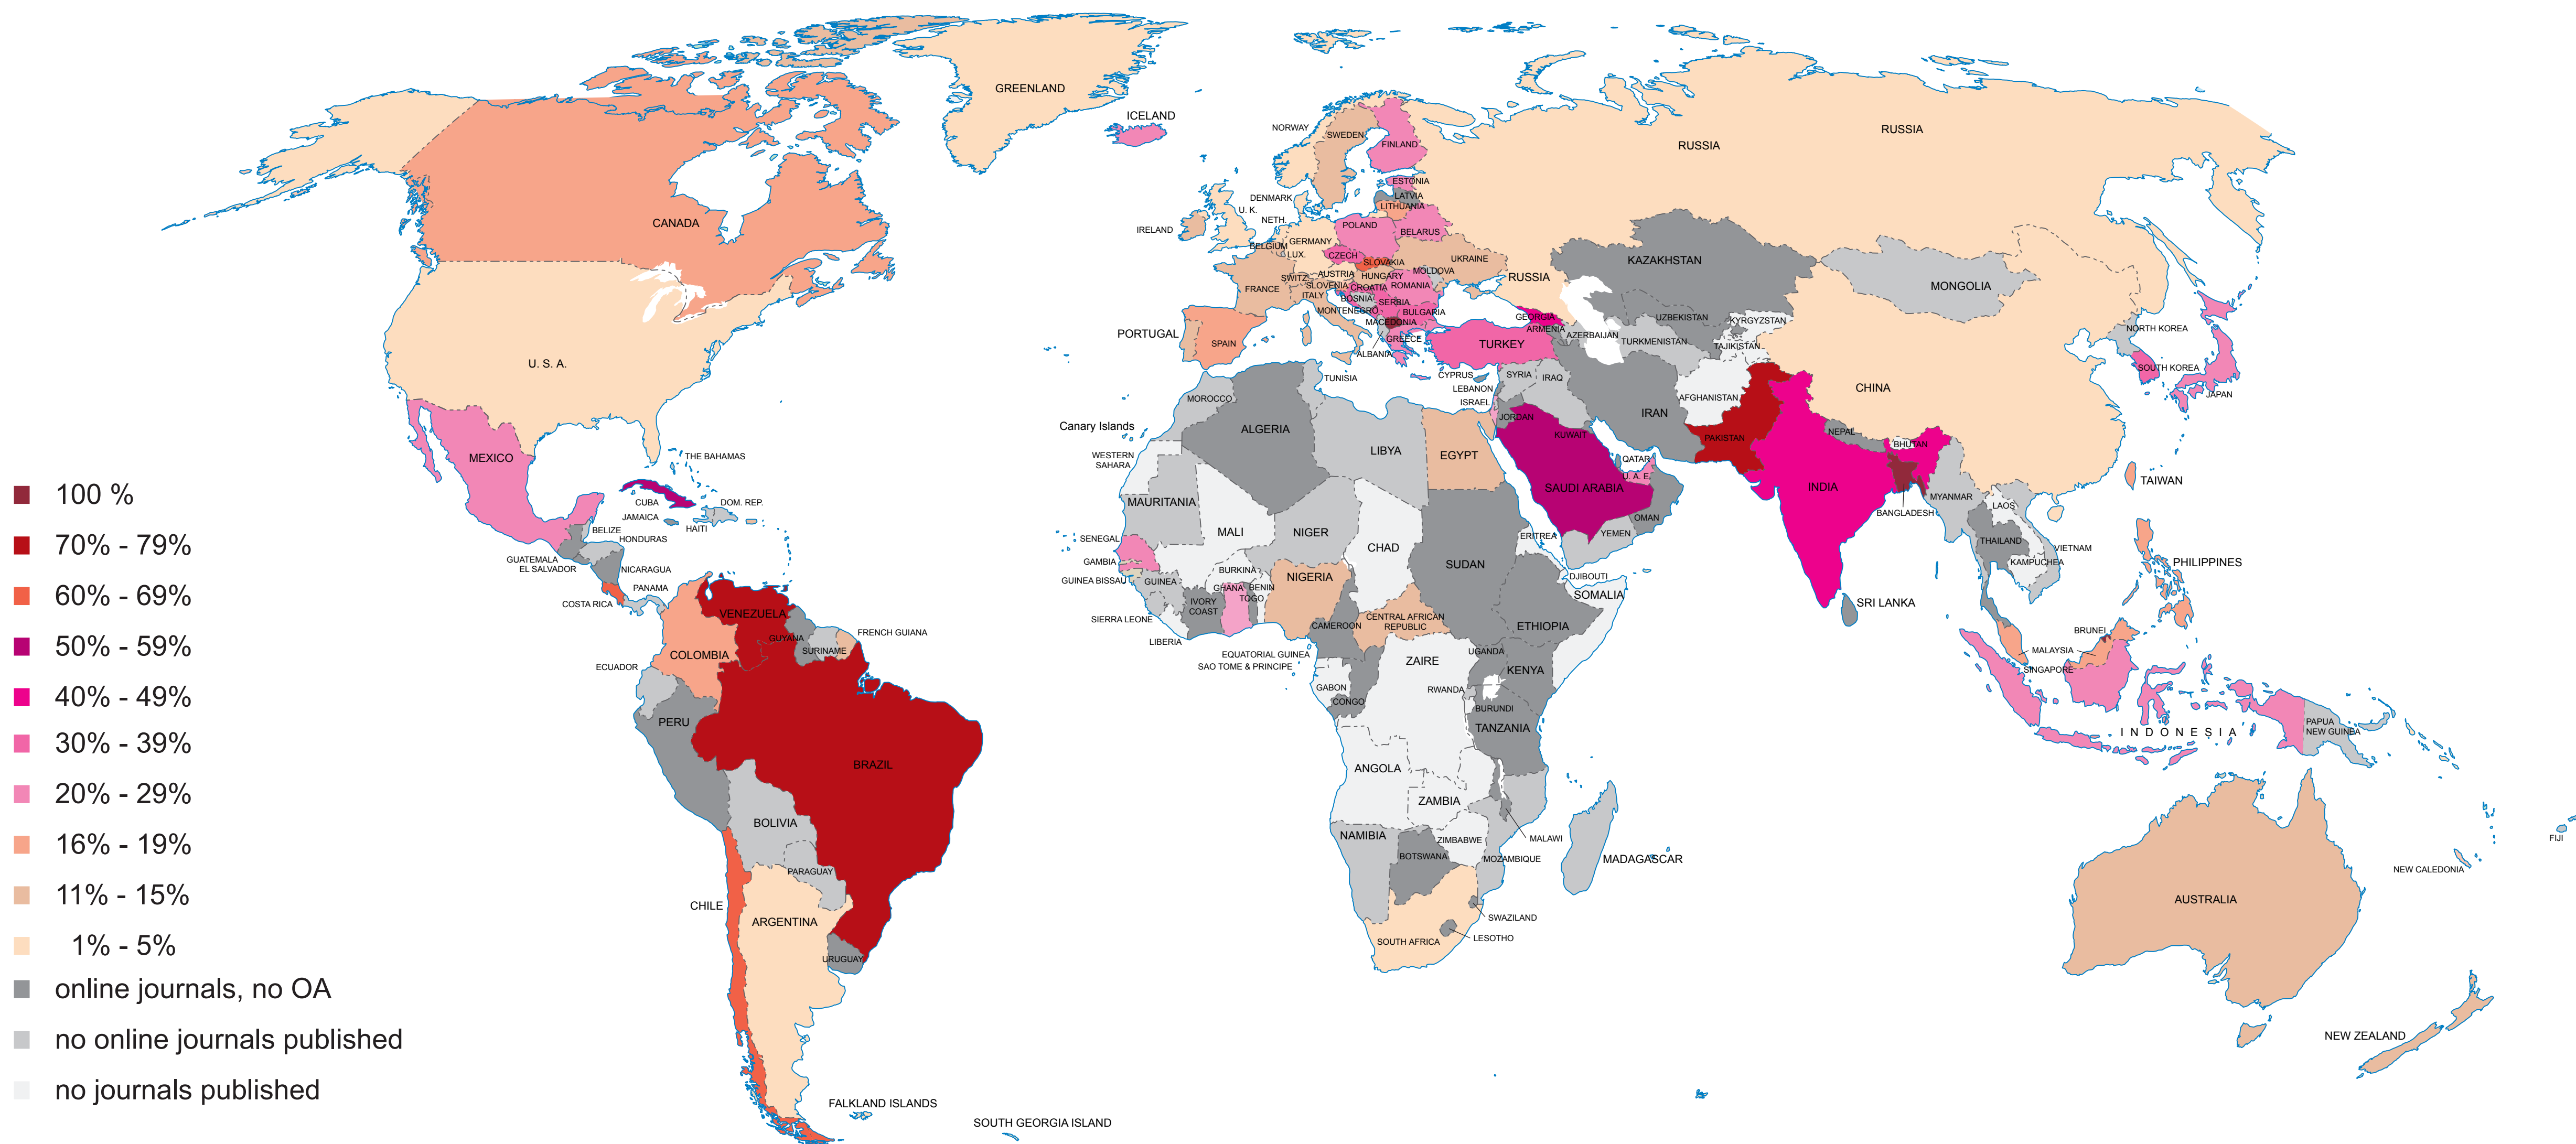 GREENLAND
ICELAND
RUSSIA
RUSSIA
NORWAY
SWEDEN
FINLAND
ESTONIA
LATVIA
LITHUANIA
DENMARK
U. K.
NETH.
IRELAND
BELGIUM
LUX.
GERMANY
POLAND
BELARUS
CZECH
SLOVAKIA
UKRAINE
MOLDOVA
AUSTRIA
HUNGARY
SWITZ.
SLOVENIA
CROATIA
ROMANIA
FRANCE
ITALY
BOSNIA
SERBIA
MONTENEGRO
BULGARIA
MACEDONIA
GREECE
ALBANIA
RUSSIA
GEORGIA
ARMENIA
AZERBAIJAN
TURKEY
PORTUGAL
SPAIN
KAZAKHSTAN
MONGOLIA
UZBEKISTAN
KYRGYZSTAN
TURKMENISTAN
TAJIKISTAN
NORTH KOREA
SOUTH KOREA
JAPAN
CHINA
CANADA
U. S. A.
MEXICO
THE BAHAMAS
CUBA
DOM. REP.
JAMAICA
HAITI
BELIZE
HONDURAS
GUATEMALA
EL SALVADOR
NICARAGUA
COSTA RICA
PANAMA
VENEZUELA
GUYANA
SURINAME
FRENCH GUIANA
COLOMBIA
ECUADOR
PERU
BRAZIL
BOLIVIA
PARAGUAY
CHILE
ARGENTINA
URUGUAY
FALKLAND ISLANDS
SOUTH GEORGIA ISLAND
TUNISIA
CYPRUS
SYRIA
IRAQ
LEBANON
ISRAEL
JORDAN
KUWAIT
IRAN
AFGHANISTAN
PAKISTAN
NEPAL
BHUTAN
QATAR
U. A. E.
SAUDI ARABIA
OMAN
YEMEN
INDIA
BANGLADESH
MYANMAR
LAOS
THAILAND
VIETNAM
KAMPUCHEA
TAIWAN
PHILIPPINES
SRI LANKA
BRUNEI
MALAYSIA
SINGAPORE
INDONESIA
PAPUA
NEW GUINEA
MOROCCO
Canary Islands
ALGERIA
LIBYA
EGYPT
WESTERN
SAHARA
MAURITANIA
MALI
NIGER
CHAD
SUDAN
ERITREA
DJIBOUTI
SOMALIA
SENEGAL
GAMBIA
GUINEA BISSAU
GUINEA
SIERRA LEONE
LIBERIA
IVORY
COAST
BURKINA
GHANA
BENIN
TOGO
NIGERIA
CAMEROON
CENTRAL AFRICAN
REPUBLIC
ETHIOPIA
EQUATORIAL GUINEA
SAO TOME & PRINCIPE
GABON
CONGO
ZAIRE
UGANDA
KENYA
RWANDA
BURUNDI
TANZANIA
ANGOLA
ZAMBIA
MALAWI
NAMIBIA
ZIMBABWE
BOTSWANA
MOZAMBIQUE
MADAGASCAR
SOUTH AFRICA
SWAZILAND
LESOTHO
AUSTRALIA
NEW CALEDONIA
FIJI
NEW ZEALAND
100 %
70% - 79%
60% - 69%
50% - 59%
40% - 49%
30% - 39%
20% - 29%
16% - 19%
11% - 15%
1% - 5%
online journals, no OA
no online journals published
no journals published